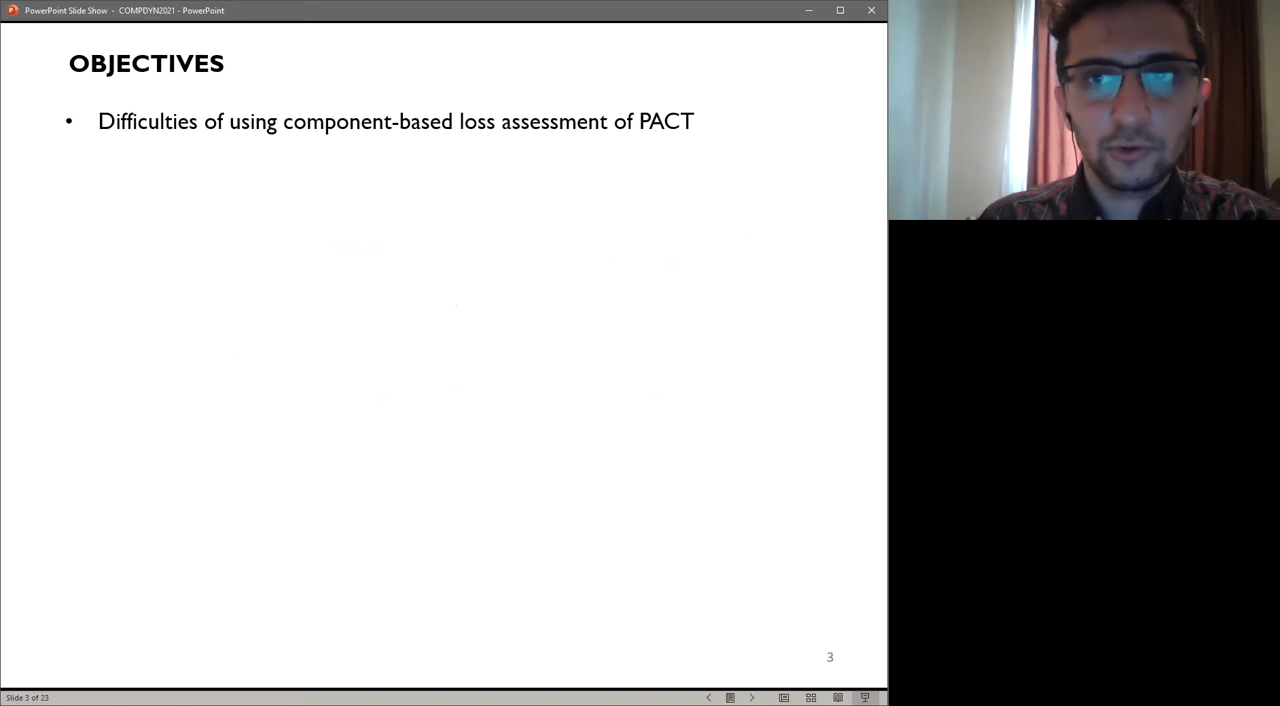 PowerPoint Slide Show - COMPDYN2021 - PowerPoint
OBJECTIVES
• Difficulties of using component-based loss assessment of PACT
3
Slide 3 of 23